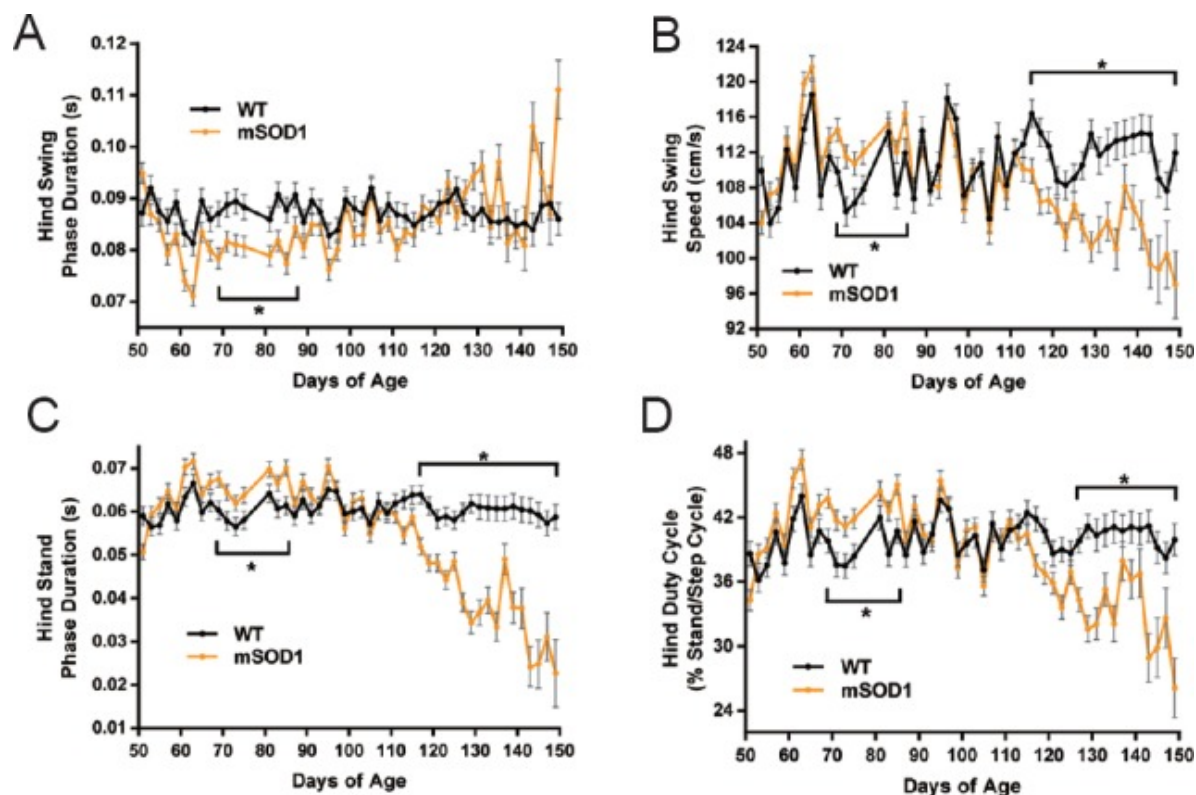 A
Hind Swing
Phase Duration (s)
0.12
0.11
0.10
0.09
0.08
0.07
WT
mSOD1
*
50 60 70 80 90 100 110 120 130 140 150
Days of Age
B
Hind Swing
Speed (cm/s)
124
120
116
112
108
104
100
96
92
*
*
WT
mSOD1
50 60 70 80 90 100 110 120 130 140 150
Days of Age
C
Hind Stand
Phase Duration (s)
0.07
0.06
0.05
0.04
0.03
0.02
0.01
*
*
WT
mSOD1
50 60 70 80 90 100 110 120 130 140 150
Days of Age
D
Hind Duty Cycle
(% Stand/Step Cycle)
48
42
36
30
24
*
*
WT
mSOD1
50 60 70 80 90 100 110 120 130 140 150
Days of Age